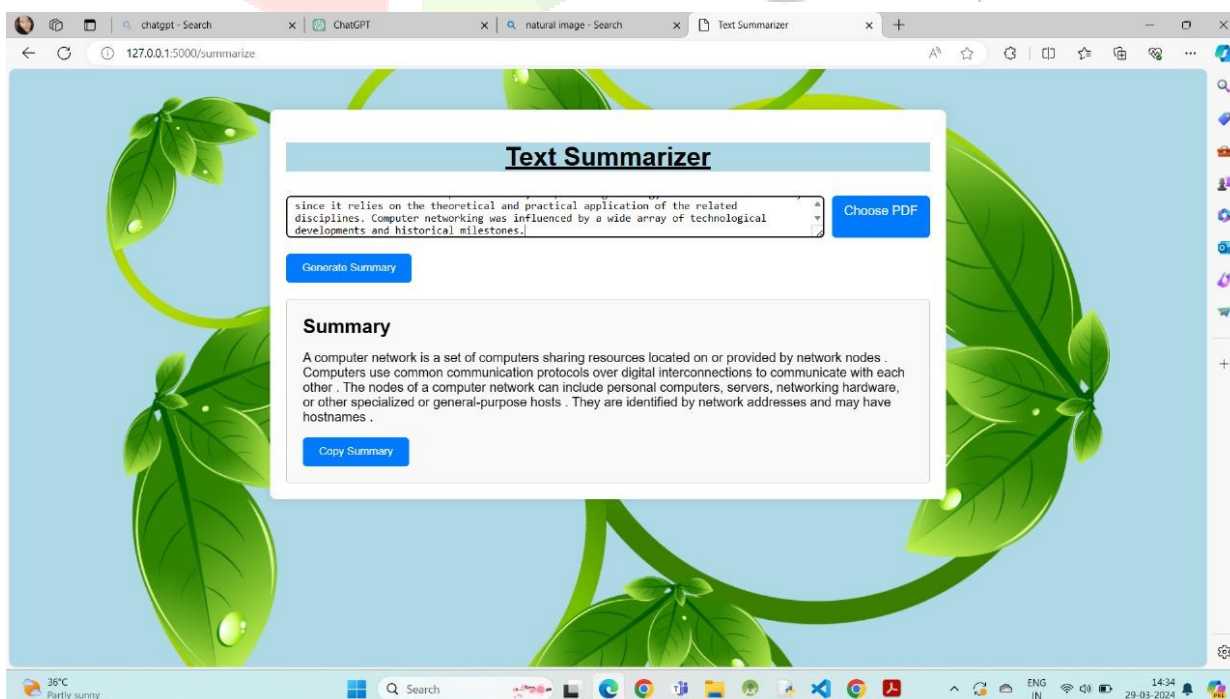 chatgpt - Search
ChatGPT
natural image - Search
Text Summarizer
127.0.0.1:5000/summarize
Text Summarizer
since it relies on the theoretical and practical application of the related
disciplines. Computer networking was influenced by a wide array of technological
developments and historical milestones.
Choose PDF
Generate Summary
Summary
A computer network is a set of computers sharing resources located on or provided by network nodes .
Computers use common communication protocols over digital interconnections to communicate with each
other . The nodes of a computer network can include personal computers, servers, networking hardware,
or other specialized or general-purpose hosts . They are identified by network addresses and may have
hostnames .
Copy Summary
36°C
Partly sunny
Search
ENG
IN
14:34
29-03-2024